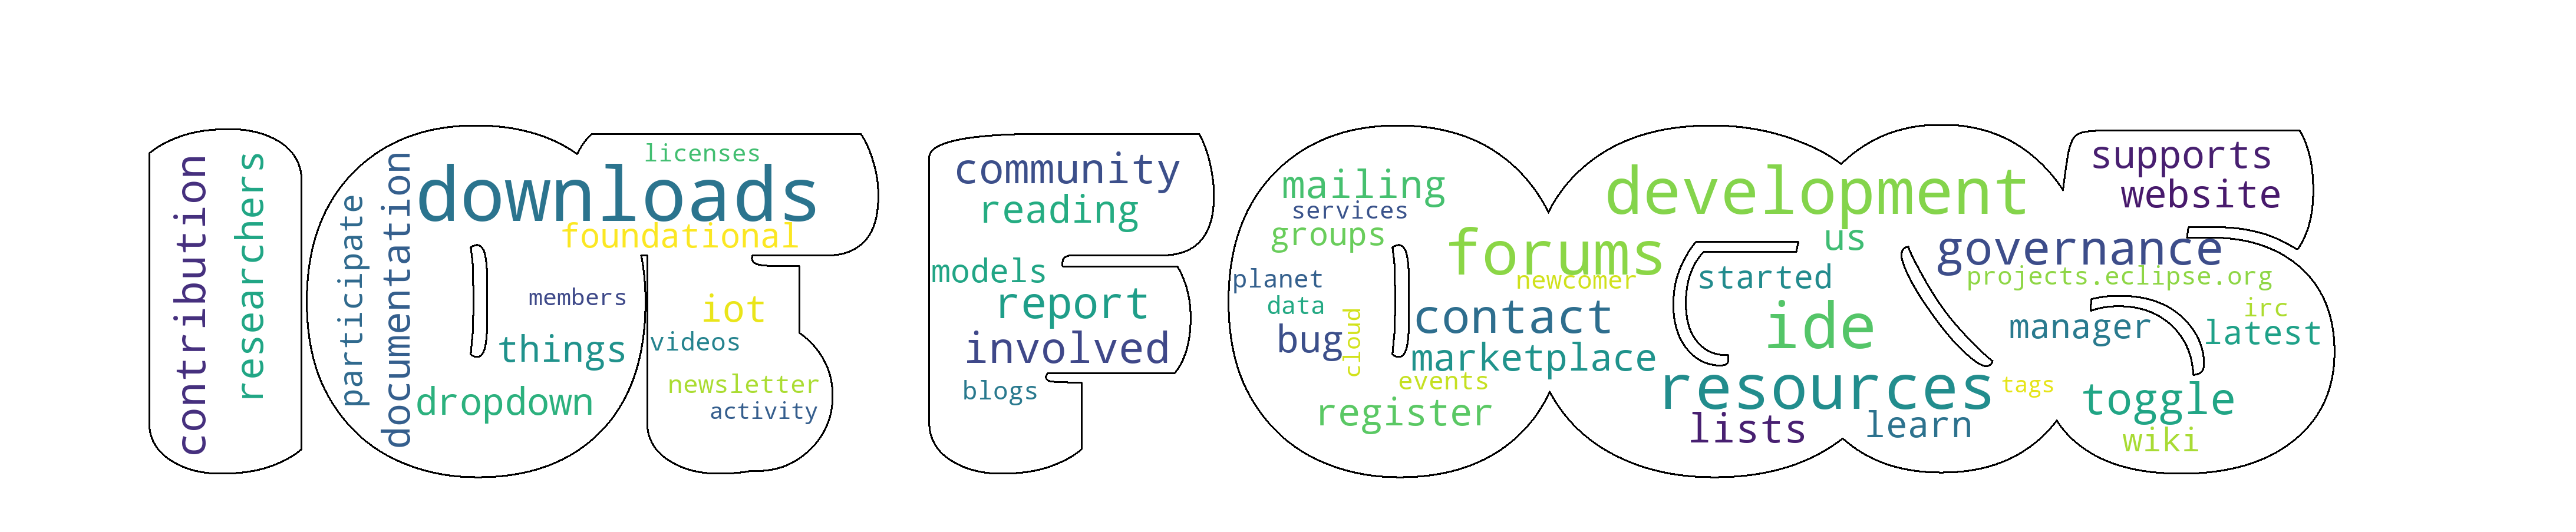 contribution
researchers
participate
documentation
licenses
downloads
foundational
members
iot
things
videos
newsletter
dropdown
activity
community
reading
models
report
involved
blogs
mailing
services
groups
planet
data
bug
cloud
events
register
forums
newcomer
contact
marketplace
development
us
started
ide
resources
lists
learn
supports
website
governance
projects.eclipse.org
irc
manager
latest
tags
toggle
wiki